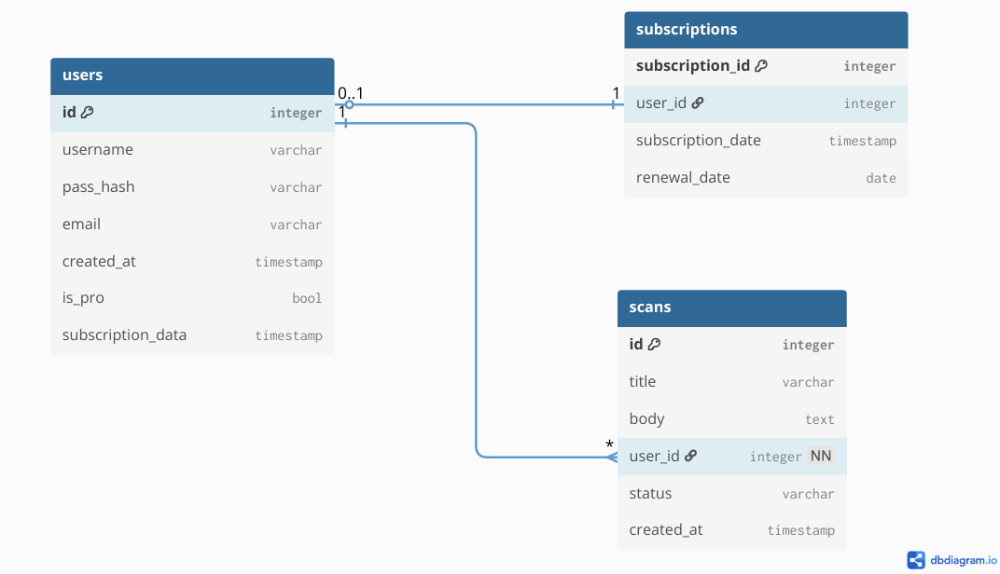 users
id integer
username varchar
pass_hash varchar
email varchar
created_at timestamp
is_pro bool
subscription_data timestamp
0..1
1
1
subscriptions
subscription_id integer
user_id integer
subscription_date timestamp
renewal_date date
*
scans
id integer
title varchar
body text
user_id integer NN
status varchar
created_at timestamp
dbdiagram.io